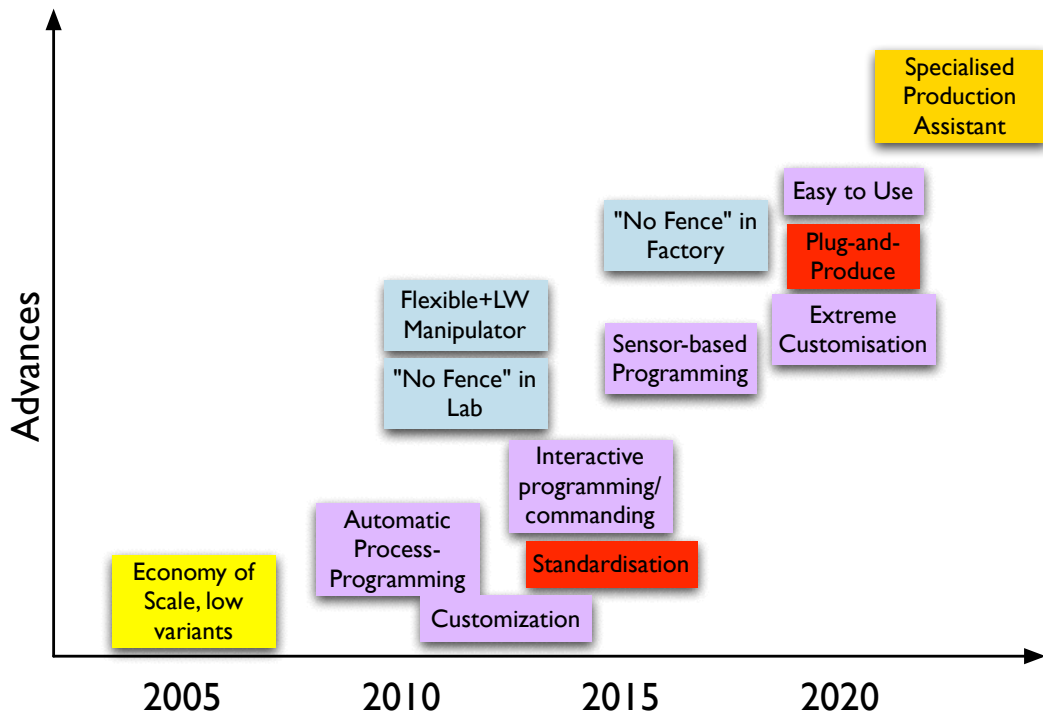 Specialised
Production
Assistant
Easy to Use
"No Fence" in
Factory
Plug-and-
Produce
Flexible+LW
Manipulator
Extreme
Customisation
Sensor-based
Programming
"No Fence" in
Lab
Advances
Interactive
programming/
commanding
Automatic
Process-
Programming
Standardisation
Economy of
Scale, low
variants
Customization
2005
2010
2015
2020